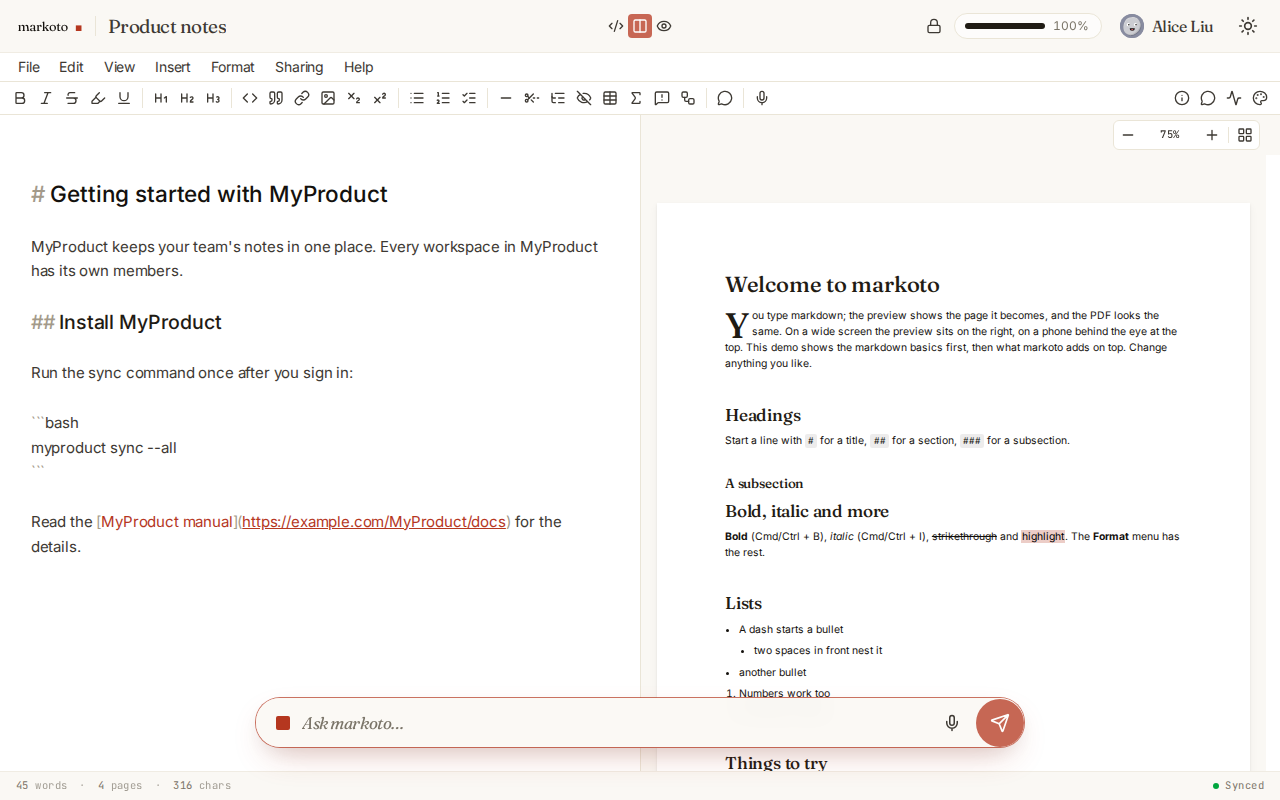 markoto
Product notes
100%
Alice Liu
File Edit View Insert Format Sharing Help
H1 H2 H3
75%
# Getting started with MyProduct
MyProduct keeps your team's notes in one place. Every workspace in MyProduct
has its own members.
## Install MyProduct
Run the sync command once after you sign in:
```bash
myproduct sync --all
```
Read the [MyProduct manual](https://example.com/MyProduct/docs) for the
details.
Welcome to markoto
You type markdown; the preview shows the page it becomes, and the PDF looks the
same. On a wide screen the preview sits on the right, on a phone behind the eye at the
top. This demo shows the markdown basics first, then what markoto adds on top. Change
anything you like.
Headings
Start a line with # for a title, ## for a section, ### for a subsection.
A subsection
Bold, italic and more
Bold (Cmd/Ctrl + B), italic (Cmd/Ctrl + I), strikethrough and highlight. The Format menu has
the rest.
Lists
• A dash starts a bullet
• two spaces in front nest it
• another bullet
1. Numbers work too
Things to try
Ask markoto...
45 words · 4 pages · 316 chars
Synced